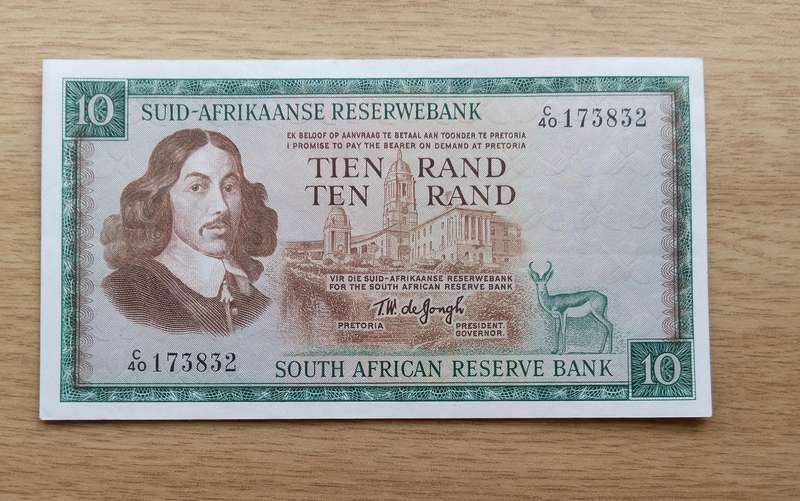 10
SUID-AFRIKAANSE RESERWEBANK
C/40 173832
EK BELOOF OP AANVRAAG TE BETAAL AAN TOONDER TE PRETORIA
I PROMISE TO PAY THE BEARER ON DEMAND AT PRETORIA
TIEN RAND
TEN RAND
VIR DIE SUID-AFRIKAANSE RESERWEBANK
FOR THE SOUTH AFRICAN RESERVE BANK
T.W. de Jongh
PRETORIA
PRESIDENT.
GOVERNOR.
C/40 173832
SOUTH AFRICAN RESERVE BANK
10